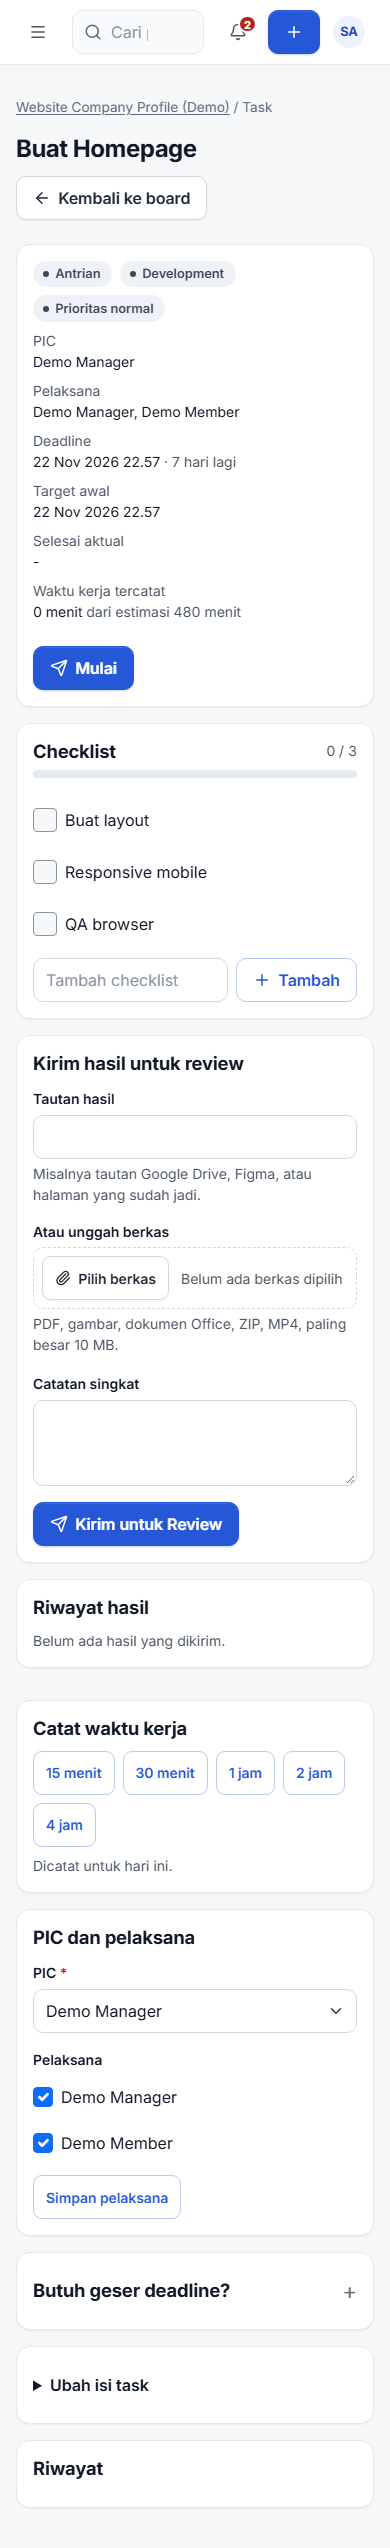 Cari
2
SA
Website Company Profile (Demo) / Task
Buat Homepage
Kembali ke board
Antrian
Development
Prioritas normal
PIC
Demo Manager
Pelaksana
Demo Manager, Demo Member
Deadline
22 Nov 2026 22.57 · 7 hari lagi
Target awal
22 Nov 2026 22.57
Selesai aktual
-
Waktu kerja tercatat
0 menit dari estimasi 480 menit
Mulai
Checklist 0 / 3
Buat layout
Responsive mobile
QA browser
Tambah checklist
+ Tambah
Kirim hasil untuk review
Tautan hasil
Misalnya tautan Google Drive, Figma, atau
halaman yang sudah jadi.
Atau unggah berkas
Pilih berkas Belum ada berkas dipilih
PDF, gambar, dokumen Office, ZIP, MP4, paling
besar 10 MB.
Catatan singkat
Kirim untuk Review
Riwayat hasil
Belum ada hasil yang dikirim.
Catat waktu kerja
15 menit 30 menit 1 jam 2 jam
4 jam
Dicatat untuk hari ini.
PIC dan pelaksana
PIC *
Demo Manager
Pelaksana
Demo Manager
Demo Member
Simpan pelaksana
Butuh geser deadline? +
Ubah isi task
Riwayat